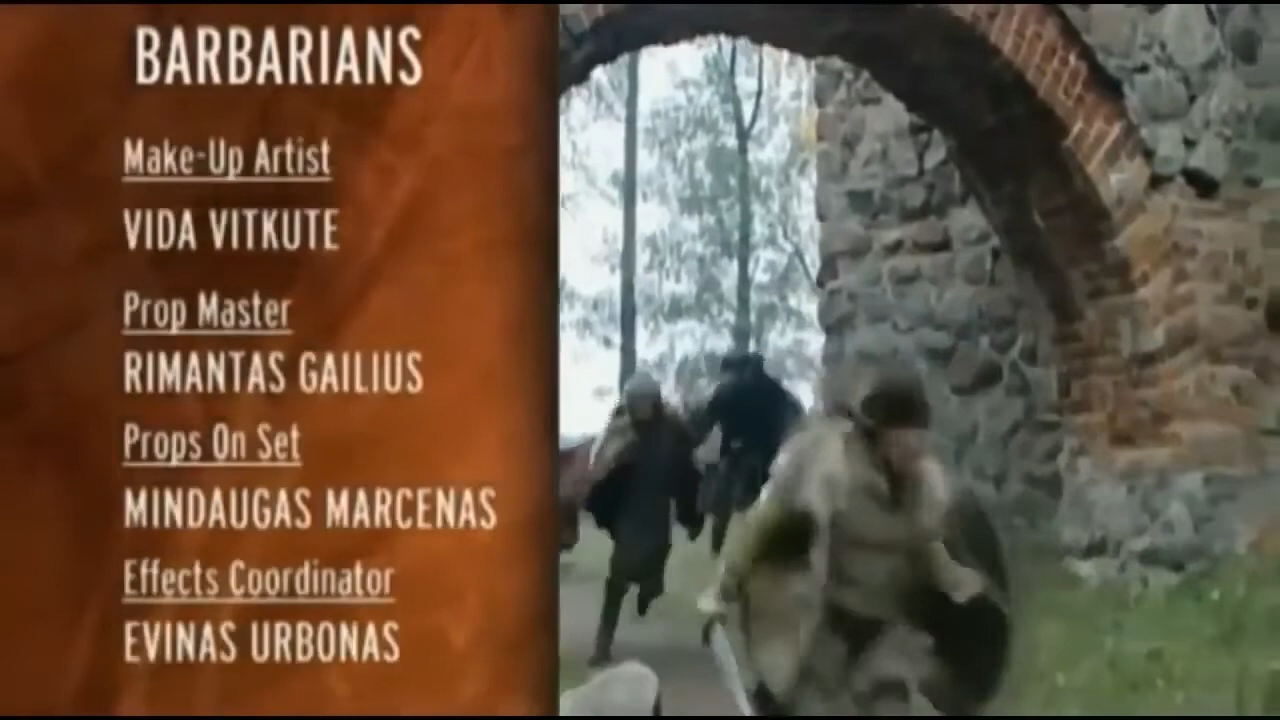 BARBARIANS
Make-Up Artist
VIDA VITKUTE
Prop Master
RIMANTAS GAILIUS
Props On Set
MINDAUGAS MARCENAS
Effects Coordinator
EVINAS URBONAS